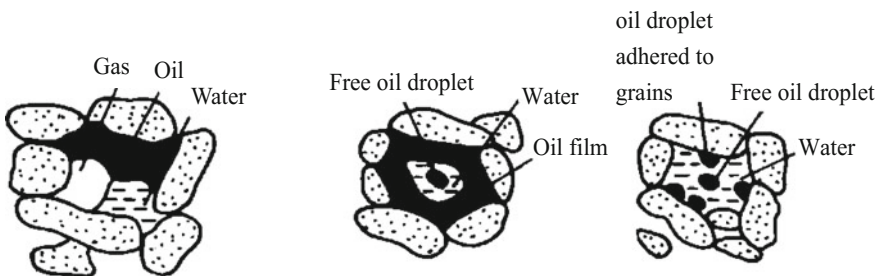 Gas
Oil
Water
Free oil droplet
Water
Oil film
oil droplet
adhered to
grains
Free oil droplet
Water